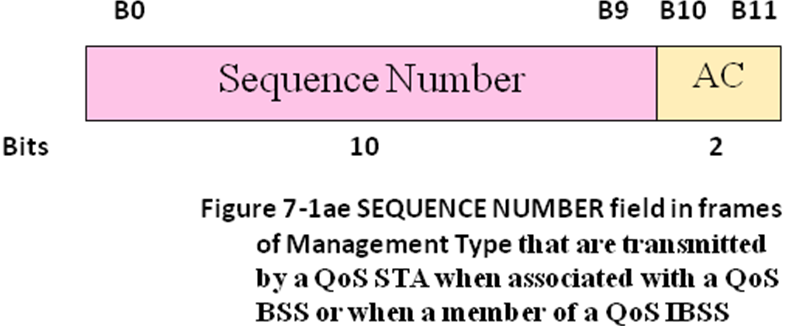 B0 B9 B10 B11
Sequence Number AC
Bits 10 2
Figure 7-1ae SEQUENCE NUMBER field in frames
of Management Type that are transmitted
by a QoS STA when associated with a QoS
BSS or when a member of a QoS IBSS